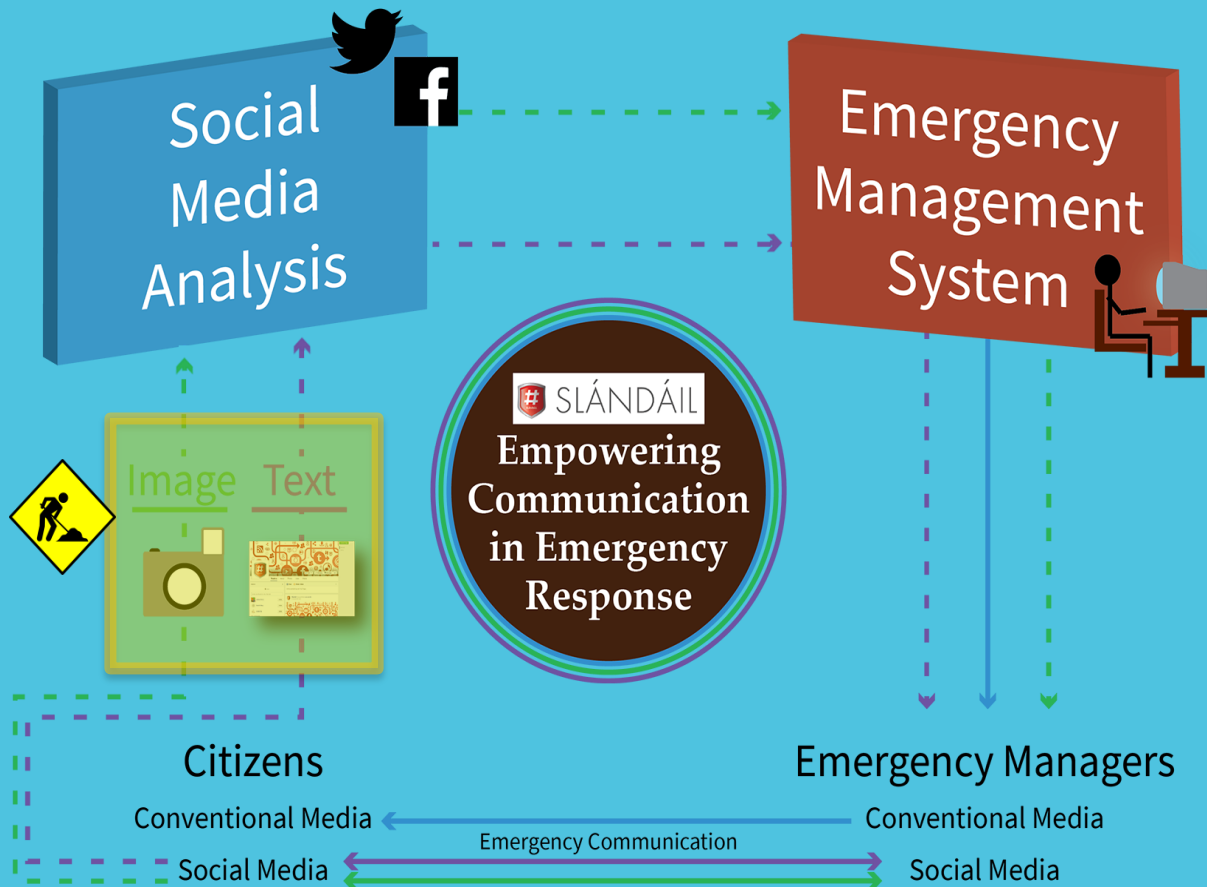 Social
Media
Analysis
Emergency
Management
System
SLÁNDÁIL
Empowering
Communication
in Emergency
Response
Image
Text
Citizens
Emergency Managers
Conventional Media
Conventional Media
Emergency Communication
Social Media
Social Media